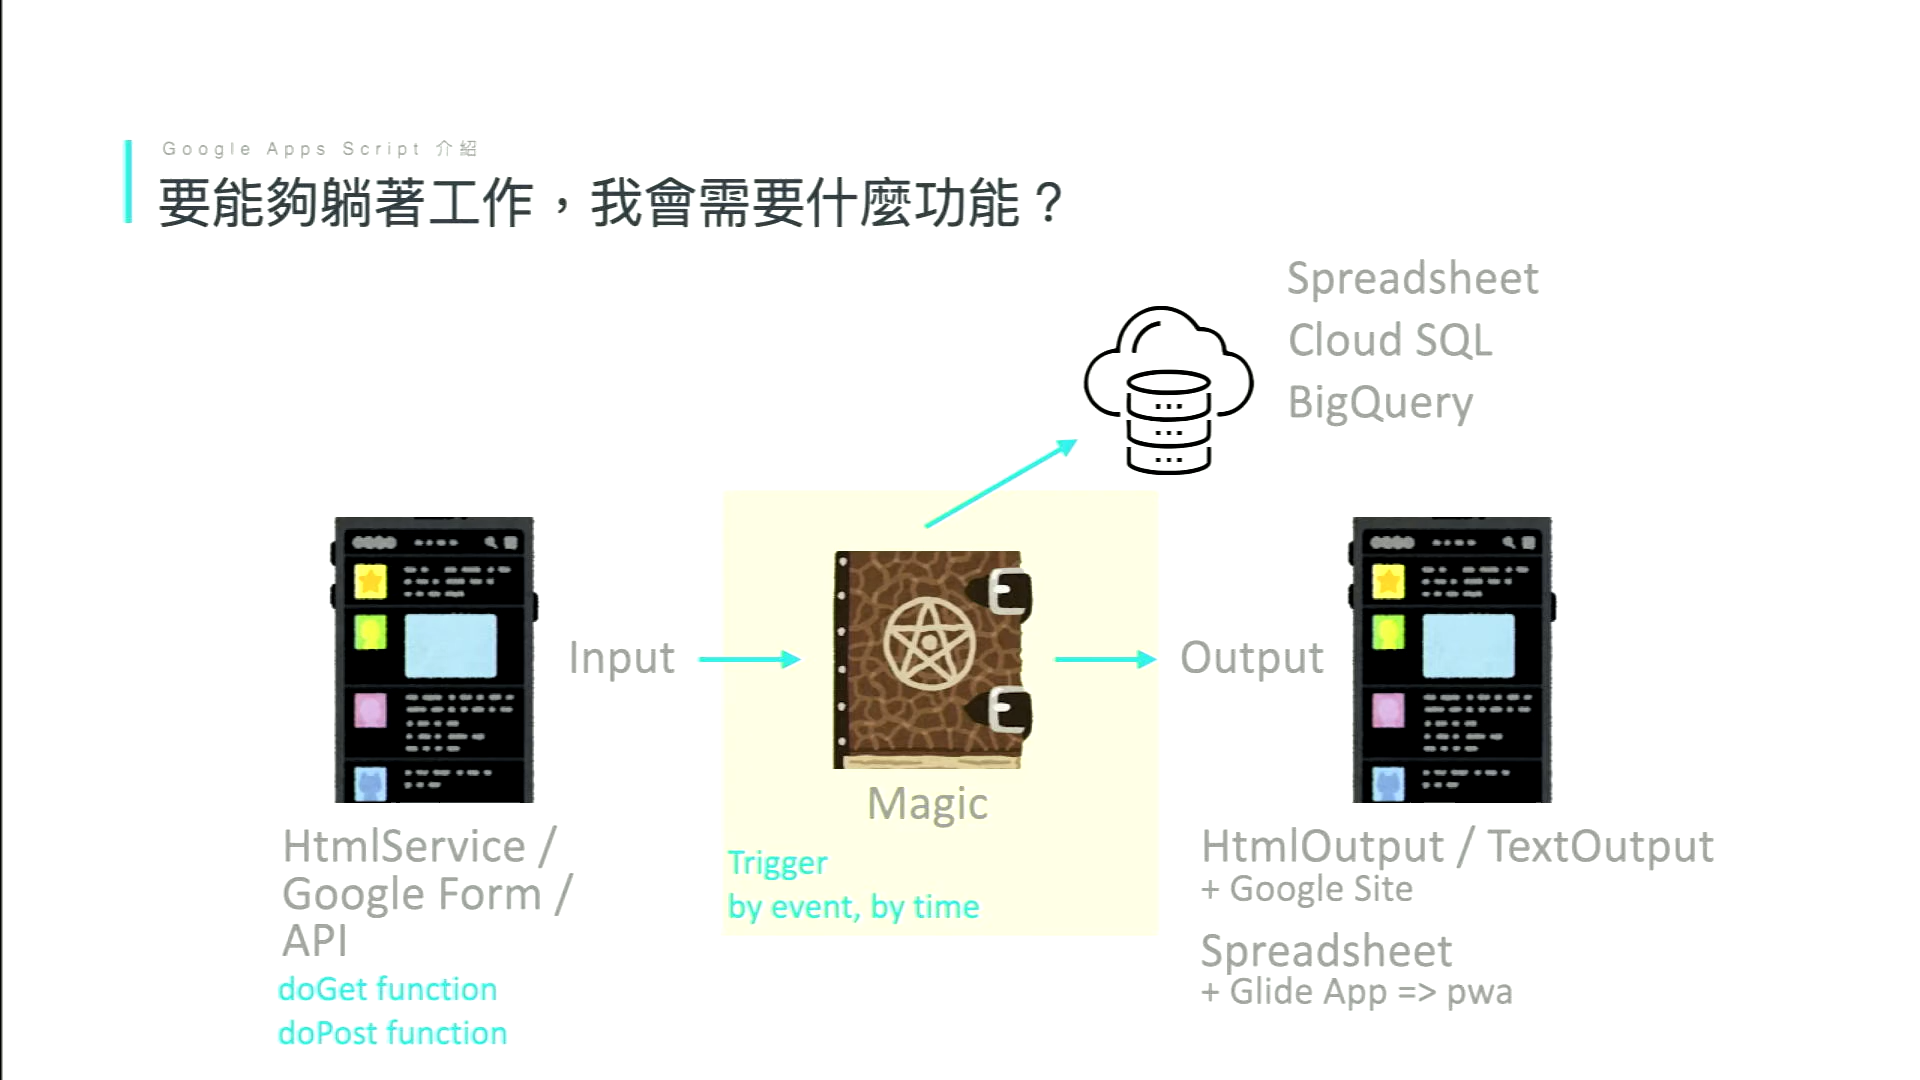 Google Apps Script 介紹
要能夠躺著工作，我會需要什麼功能？
Spreadsheet
Cloud SQL
BigQuery
Input
Output
Magic
Trigger
by event, by time
HtmlService /
Google Form /
API
doGet function
doPost function
HtmlOutput / TextOutput
+ Google Site
Spreadsheet
+ Glide App => pwa